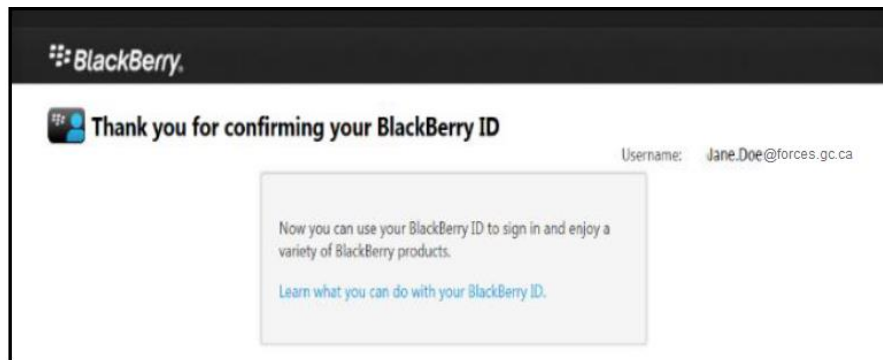 BlackBerry.
Thank you for confirming your BlackBerry ID
Username: Jane.Doe@forces.gc.ca
Now you can use your BlackBerry ID to sign in and enjoy a
variety of BlackBerry products.
Learn what you can do with your BlackBerry ID.